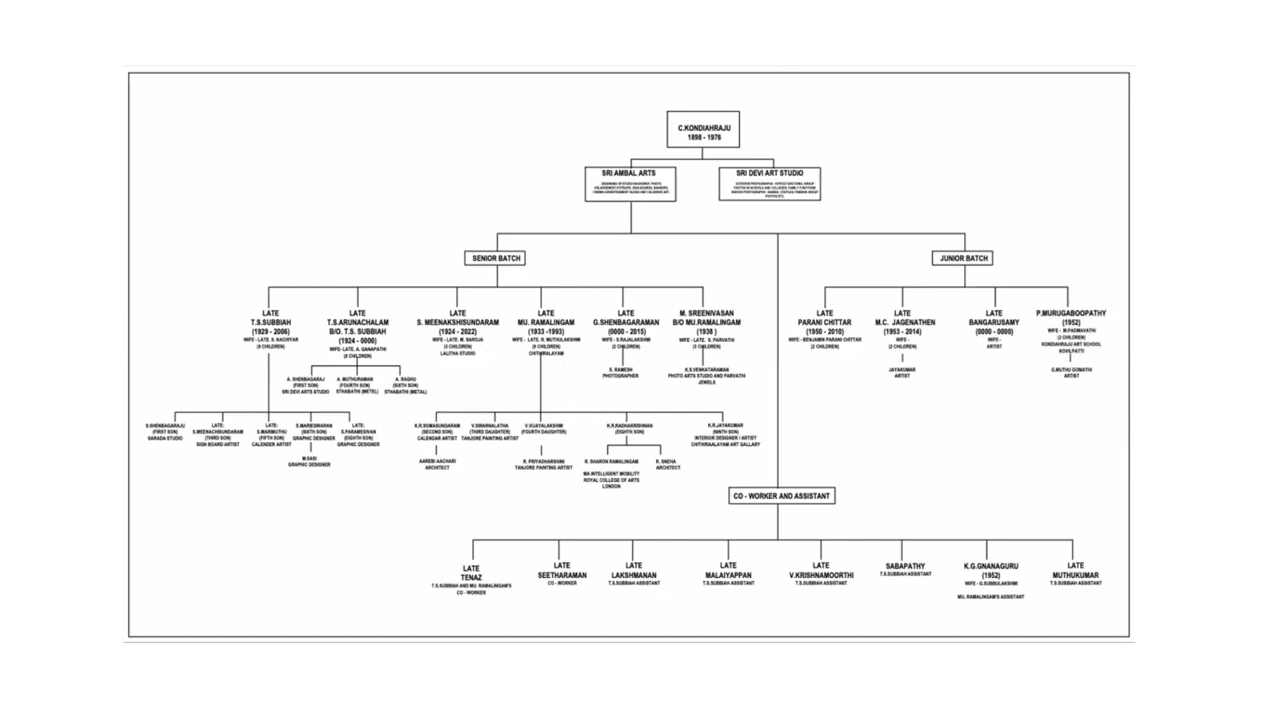 C.KONDIAHRAJU
1898 - 1976
SRI AMBAL ARTS
SRI DEVI ART STUDIO
SENIOR BATCH
JUNIOR BATCH
LATE
T.S.SUBBIAH
(1929 - 2006)
WIFE - LATE. S. NACHIYAR
(9 CHILDREN)
LATE
T.S.ARUNACHALAM
B/O. T.S. SUBBIAH
(1924 - 0000)
WIFE- LATE. A. GANAPATHI
(8 CHILDREN)
LATE
S. MEENAKSHISUNDARAM
(1924 - 2022)
WIFE - LATE. M. SAROJA
(3 CHILDREN)
LALITHA STUDIO
LATE
MU. RAMALINGAM
(1933 -1993)
WIFE - LATE. R. MUTHULAKSHMI
CHITHRALAYAM
LATE
G.SHENBAGARAMAN
(0000 - 2015)
WIFE - S.RAJALAKSHMI
(2 CHILDREN)
M. SREENIVASAN
B/O MU.RAMALINGAM
(1938 )
WIFE - LATE. S. PARVATHI
(3 CHILDREN)
LATE
PARANI CHITTAR
(1950 - 2010)
WIFE - BENJAMIN PARANI CHITTAR
(2 CHILDREN)
LATE
M.C. JAGENATHEN
(1953 - 2014)
WIFE -
(2 CHILDREN)
LATE
BANGARUSAMY
(0000 - 0000)
WIFE -
ARTIST
P.MURUGABOOPATHY
(1952)
WIFE - M.PADMAVATHI
(3 CHILDREN)
KONDIAHRAJU ART SCHOOL,
KOVILPATTI
A. SHENBAGARAJ
(FIRST SON)
SRI DEVI ARTS STUDIO
A. MUTHURAMAN
(FOURTH SON)
STHABATHI (METEL)
A. RAGHU
(SIXTH SON)
STHABATHI (METAL)
S. RAMESH
PHOTOGRAPHER
K.S.VENKATARAMAN
PHOTO ARTS STUDIO AND PARVATHI
JEWELS
JAYAKUMAR
ARTIST
G.MUTHU GOMATHI
ARTIST
S.SHENBAGARAJU
(FIRST SON)
SARADA STUDIO
LATE:
S.MEENACHISUNDARAM
(THIRD SON)
SIGN BOARD ARTIST
LATE:
S.MARIMUTHU
(FIFTH SON)
CALENDER ARTIST
S.MARIESWARAN
(SIXTH SON)
GRAPHIC DESIGNER
LATE:
S.PARAMESIVAN
(EIGHTH SON)
GRAPHIC DESIGNER
M.SASI
GRAPHIC DESIGNER
K.R.SOMASUNDARAM
(SECOND SON)
CALENDAR ARTIST
V.SWARNALATHA
(THIRD DAUGHTER)
TANJORE PAINTING ARTIST
V.VIJAYALAKSHMI
(FOURTH DAUGHTER)
K.R.RADHAKRISHNAN
(EIGHTH SON)
K.R.JAYAKUMAR
(NINTH SON)
INTERIOR DESIGNER / ARTIST
CHITHRAALAYAM ART GALLARY
AAREBI AACHARI
ARCHITECT
R. PRIYADHARSHNI
TANJORE PAINTING ARTIST
R. SHARON RAMALINGAM
MA INTELLIGENT MOBILITY
ROYAL COLLEGE OF ARTS
LONDON
R. SNEHA
ARCHITECT
CO - WORKER AND ASSISTANT
LATE
TENAZ
T.S.SUBBIAH AND MU. RAMALINGAM'S
CO - WORKER
LATE
SEETHARAMAN
CO - WORKER
LATE
LAKSHMANAN
T.S.SUBBIAH ASSISTANT
LATE
MALAIYAPPAN
T.S.SUBBIAH ASSISTANT
LATE
V.KRISHNAMOORTHI
T.S.SUBBIAH ASSISTANT
SABAPATHY
T.S.SUBBIAH ASSISTANT
K.G.GNANAGURU
(1952)
WIFE - G.SUBBULAKSHMI
MU. RAMALINGAM'S ASSISTANT
LATE
MUTHUKUMAR
T.S.SUBBIAH ASSISTANT